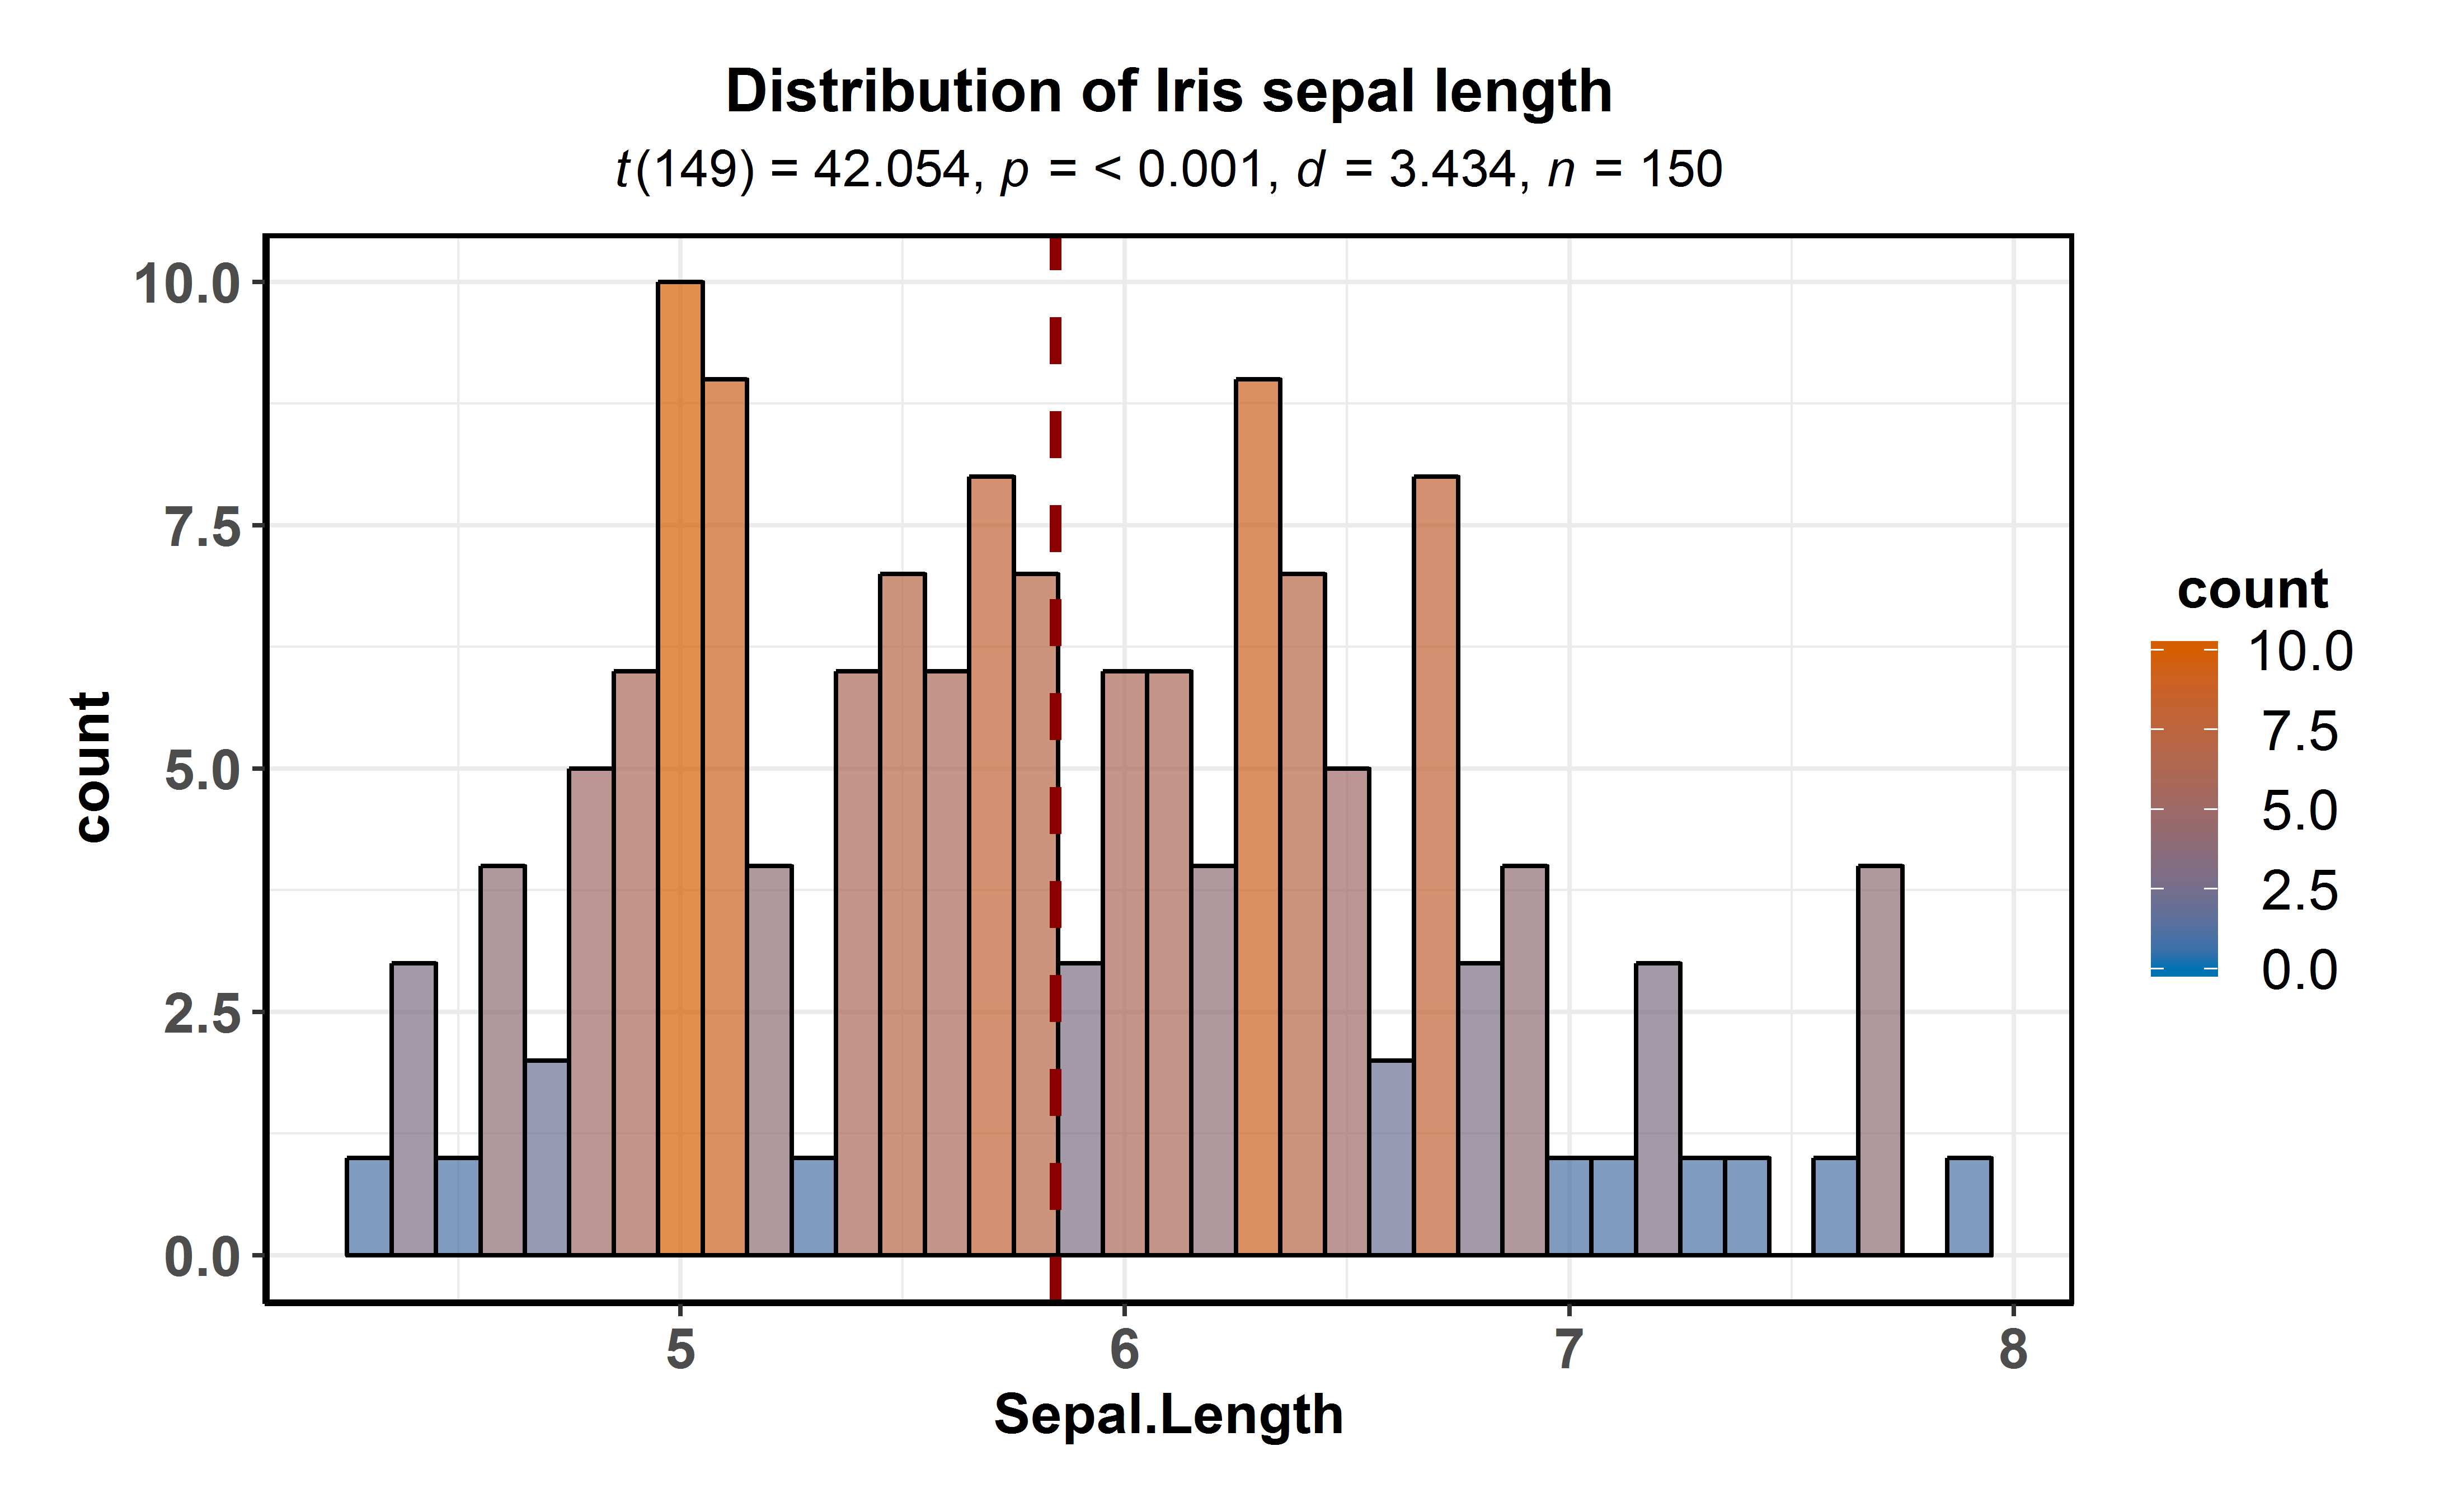 Distribution of Iris sepal length
t(149) = 42.054, p = < 0.001, d = 3.434, n = 150
10.0
7.5
5.0
2.5
0.0
count
5 6 7 8
Sepal.Length
count
10.0
7.5
5.0
2.5
0.0